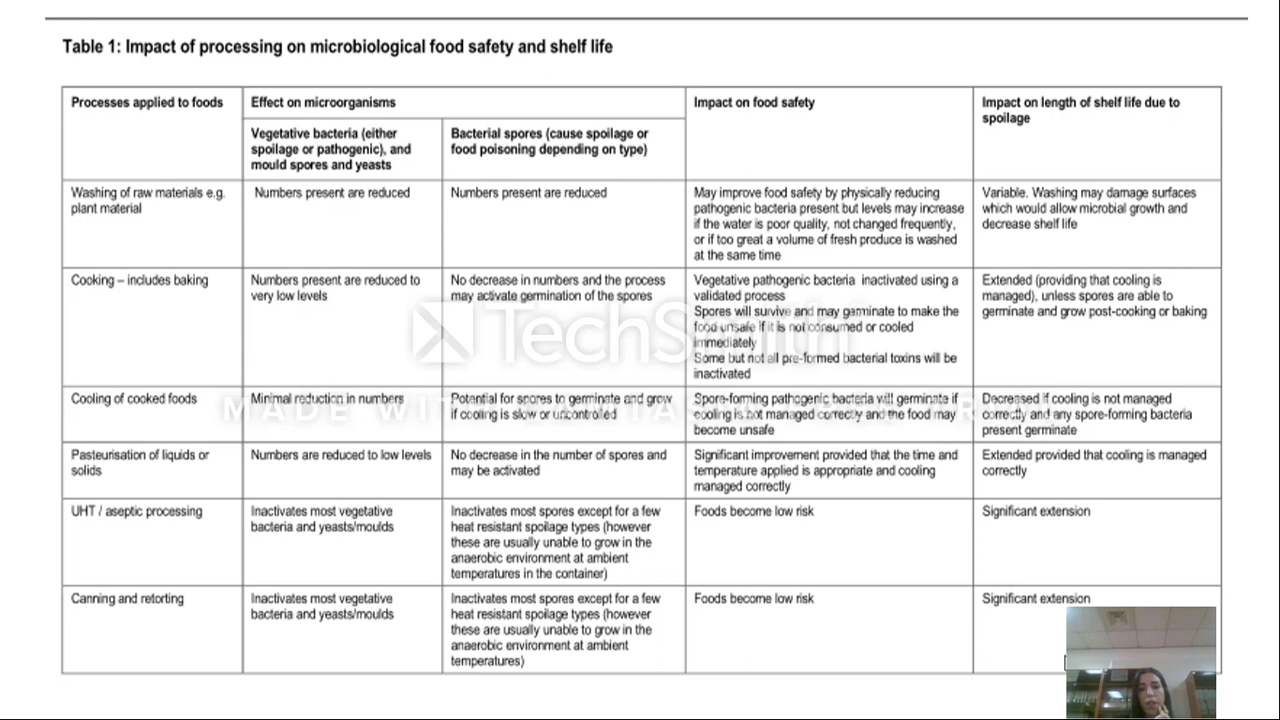 Table 1: Impact of processing on microbiological food safety and shelf life
Processes applied to foods
Effect on microorganisms
Impact on food safety
Impact on length of shelf life due to
spoilage
Vegetative bacteria (either
spoilage or pathogenic), and
mould spores and yeasts
Bacterial spores (cause spoilage or
food poisoning depending on type)
Washing of raw materials e.g.
plant material
Numbers present are reduced
Numbers present are reduced
May improve food safety by physically reducing
pathogenic bacteria present but levels may increase
if the water is poor quality, not changed frequently,
or if too great a volume of fresh produce is washed
at the same time
Variable. Washing may damage surfaces
which would allow microbial growth and
decrease shelf life
Cooking – includes baking
Numbers present are reduced to
very low levels
No decrease in numbers and the process
may activate germination of the spores
Vegetative pathogenic bacteria inactivated using a
validated process
Spores will survive and may germinate to make the
food unsafe if it is not consumed or cooled
immediately
Some but not all pre-formed bacterial toxins will be
inactivated
Extended (providing that cooling is
managed), unless spores are able to
germinate and grow post-cooking or baking
TechSmith
Cooling of cooked foods
Minimal reduction in numbers
Potential for spores to germinate and grow
if cooling is slow or uncontrolled
Spore-forming pathogenic bacteria will germinate if
cooling is not managed correctly and the food may
become unsafe
Decreased if cooling is not managed
correctly and any spore-forming bacteria
present germinate
MADE WITH
Pasteurisation of liquids or
solids
Numbers are reduced to low levels
No decrease in the number of spores and
may be activated
Significant improvement provided that the time and
temperature applied is appropriate and cooling
managed correctly
Extended provided that cooling is managed
correctly
UHT / aseptic processing
Inactivates most vegetative
bacteria and yeasts/moulds
Inactivates most spores except for a few
heat resistant spoilage types (however
these are usually unable to grow in the
anaerobic environment at ambient
temperatures in the container)
Foods become low risk
Significant extension
Canning and retorting
Inactivates most vegetative
bacteria and yeasts/moulds
Inactivates most spores except for a few
heat resistant spoilage types (however
these are usually unable to grow in the
anaerobic environment at ambient
temperatures)
Foods become low risk
Significant extension